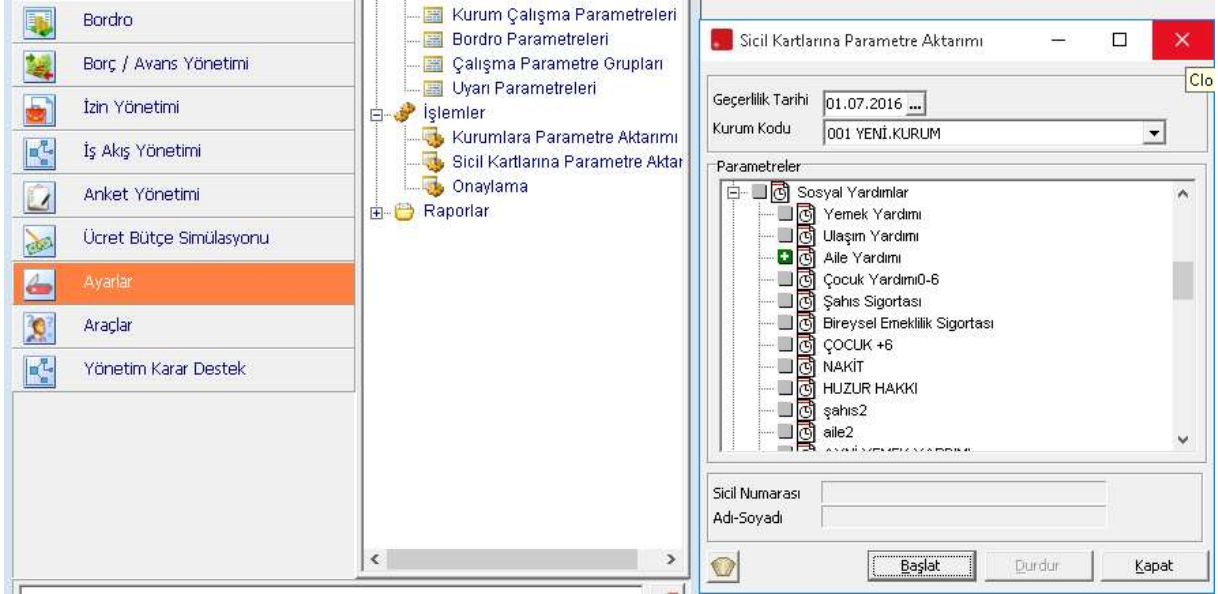 Bordro
Borç / Avans Yönetimi
İzin Yönetimi
İş Akış Yönetimi
Anket Yönetimi
Ücret Bütçe Simülasyonu
Ayarlar
Araçlar
Yönetim Karar Destek
Kurum Çalışma Parametreleri
Bordro Parametreleri
Çalışma Parametre Grupları
Uyarı Parametreleri
İşlemler
Kurumlara Parametre Aktarımı
Sicil Kartlarına Parametre Aktar
Onaylama
Raporlar
Sicil Kartlarına Parametre Aktarımı
Clo
Geçerlilik Tarihi 01.07.2016 ...
Kurum Kodu 001 YENİ.KURUM
Parametreler
Sosyal Yardımlar
Yemek Yardımı
Ulaşım Yardımı
Aile Yardımı
Çocuk Yardımı0-6
Şahıs Sigortası
Bireysel Emeklilik Sigortası
ÇOCUK +6
NAKİT
HUZUR HAKKI
şahıs2
aile2
AYNİ YEMEK YARDIMI
Sicil Numarası
Adı-Soyadı
Başlat
Durdur
Kapat